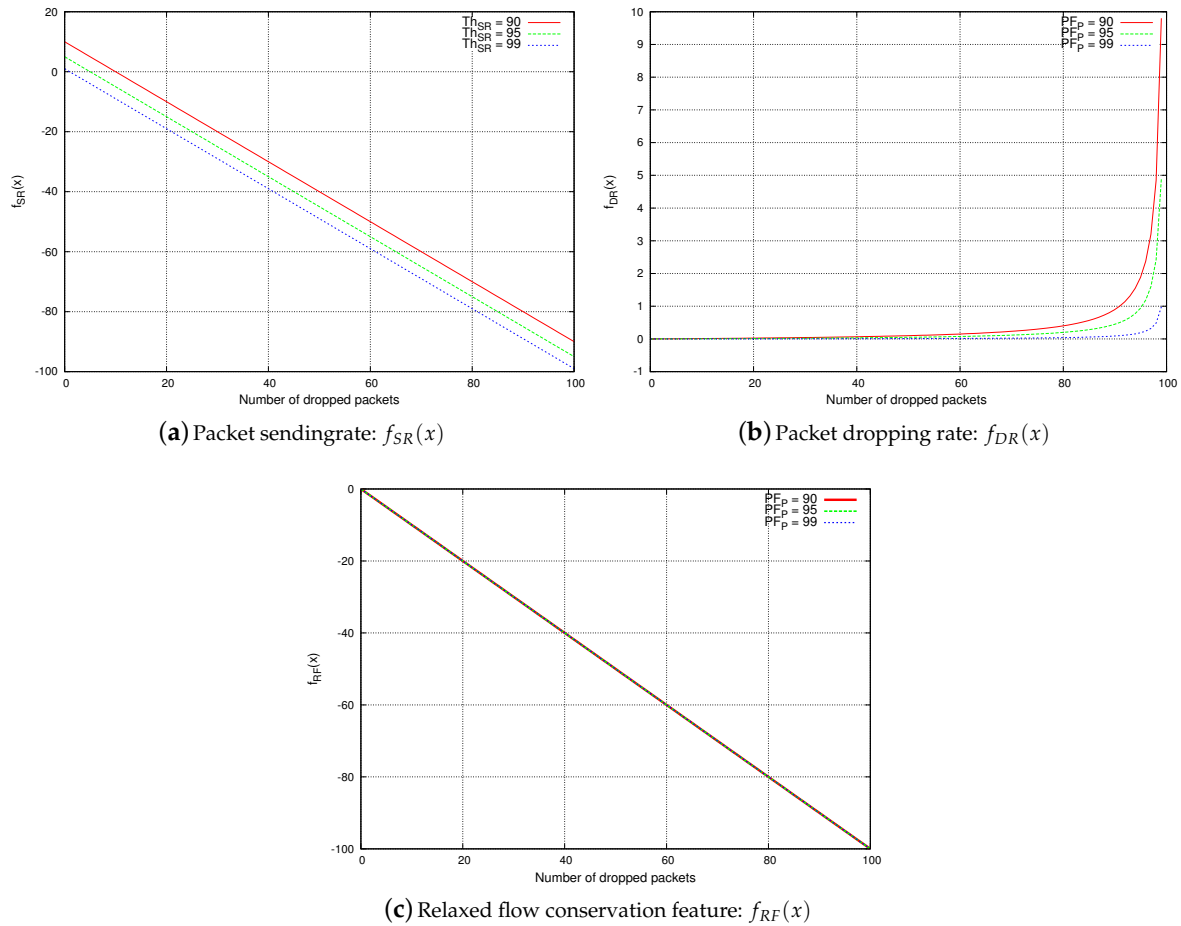 20
0
-20
-40
-60
-80
-100
0 20 40 60 80 100
f_SR(x)
Number of dropped packets
Th_SR = 90
Th_SR = 95
Th_SR = 99
(a) Packet sendingrate: f_SR(x)
10
9
8
7
6
5
4
3
2
1
0
-1
0 20 40 60 80 100
f_DR(x)
Number of dropped packets
PF_P = 90
PF_P = 95
PF_P = 99
(b) Packet dropping rate: f_DR(x)
0
-20
-40
-60
-80
-100
0 20 40 60 80 100
f_RF(x)
Number of dropped packets
PF_P = 90
PF_P = 95
PF_P = 99
(c) Relaxed flow conservation feature: f_RF(x)